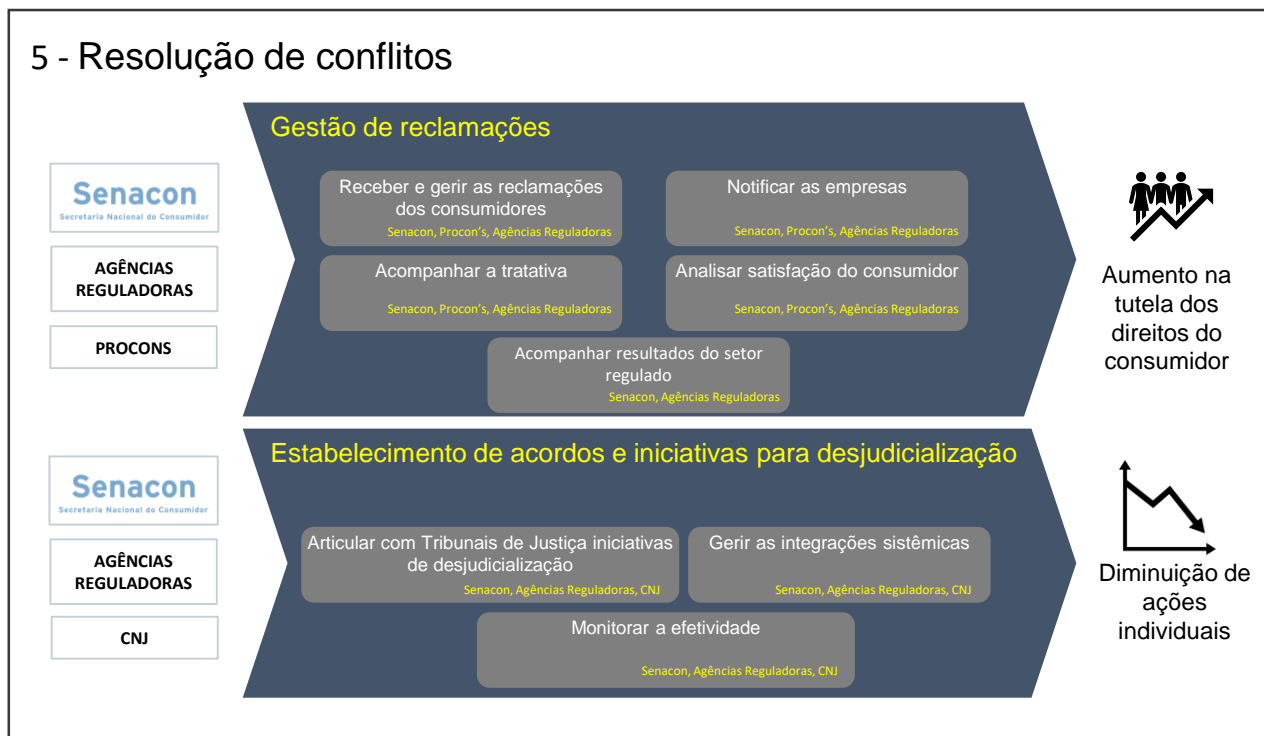 5 - Resolução de conflitos
Gestão de reclamações
Senacon
Secretaria Nacional do Consumidor
AGÊNCIAS
REGULADORAS
PROCONS
Receber e gerir as reclamações
dos consumidores
Senacon, Procon’s, Agências Reguladoras
Notificar as empresas
Senacon, Procon’s, Agências Reguladoras
Acompanhar a tratativa
Senacon, Procon’s, Agências Reguladoras
Analisar satisfação do consumidor
Senacon, Procon’s, Agências Reguladoras
Acompanhar resultados do setor
regulado
Senacon, Agências Reguladoras
Aumento na
tutela dos
direitos do
consumidor
Estabelecimento de acordos e iniciativas para desjudicialização
Senacon
Secretaria Nacional do Consumidor
AGÊNCIAS
REGULADORAS
CNJ
Articular com Tribunais de Justiça iniciativas
de desjudicialização
Senacon, Agências Reguladoras, CNJ
Gerir as integrações sistêmicas
Senacon, Agências Reguladoras, CNJ
Monitorar a efetividade
Senacon, Agências Reguladoras, CNJ
Diminuição de
ações
individuais